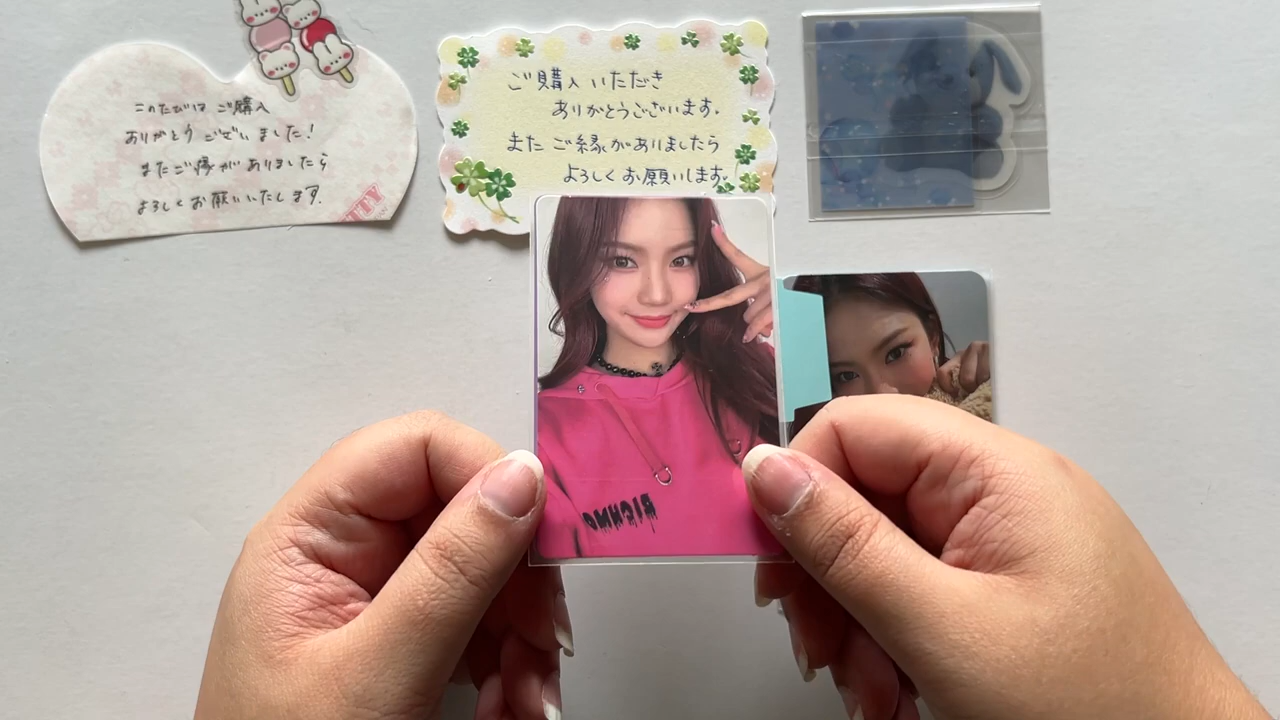 このたびは ご購入
ありがとう ございました!
またご縁が ありましたら
よろしくお願いいたします.
TTY
ご購入 いただき
ありがとうございます.
また ご縁がありましたら
よろしくお願いします.
RICHMO